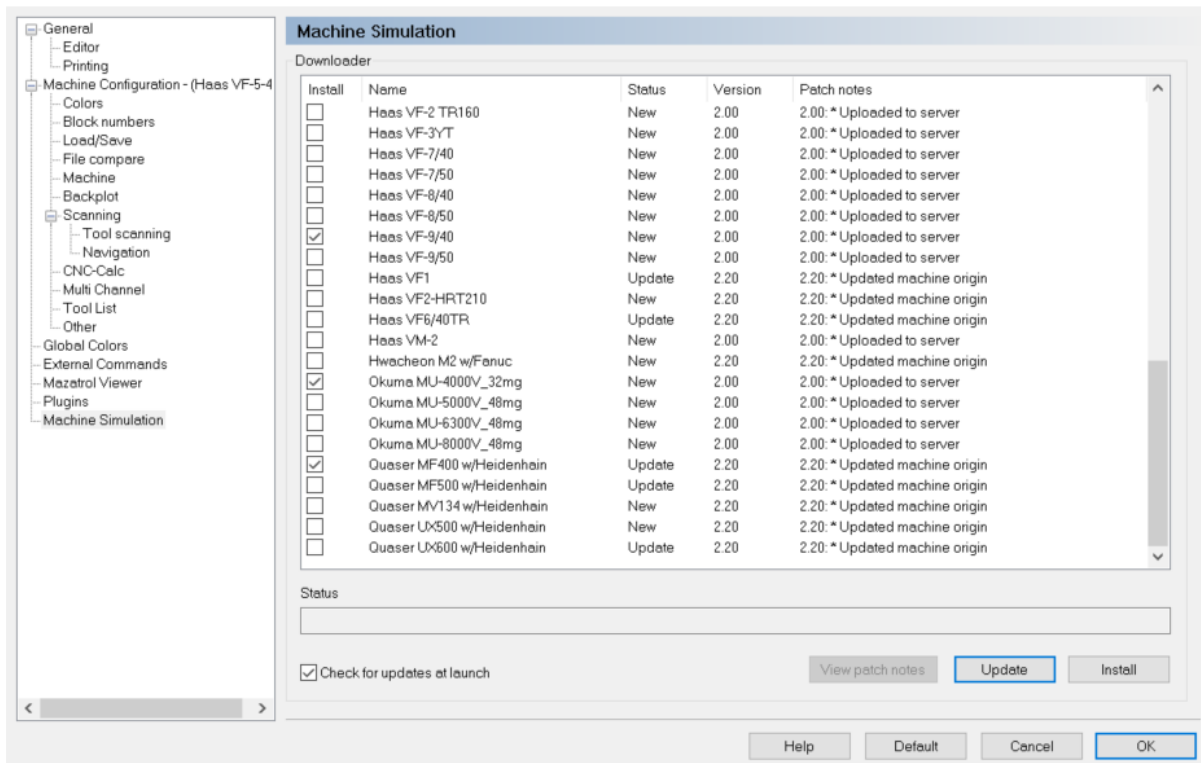 General
Editor
Printing
Machine Configuration - (Haas VF-5-4
Colors
Block numbers
Load/Save
File compare
Machine
Backplot
Scanning
Tool scanning
Navigation
CNC-Calc
Multi Channel
Tool List
Other
Global Colors
External Commands
Mazatrol Viewer
Plugins
Machine Simulation
Machine Simulation
Downloader
Install Name Status Version Patch notes
Haas VF-2 TR160 New 2.00 2.00: * Uploaded to server
Haas VF-3YT New 2.00 2.00: * Uploaded to server
Haas VF-7/40 New 2.00 2.00: * Uploaded to server
Haas VF-7/50 New 2.00 2.00: * Uploaded to server
Haas VF-8/40 New 2.00 2.00: * Uploaded to server
Haas VF-8/50 New 2.00 2.00: * Uploaded to server
Haas VF-9/40 New 2.00 2.00: * Uploaded to server
Haas VF-9/50 New 2.00 2.00: * Uploaded to server
Haas VF1 Update 2.20 2.20: * Updated machine origin
Haas VF2-HRT210 New 2.20 2.20: * Updated machine origin
Haas VF6/40TR Update 2.20 2.20: * Updated machine origin
Haas VM-2 New 2.00 2.00: * Uploaded to server
Hwacheon M2 w/Fanuc New 2.20 2.20: * Updated machine origin
Okuma MU-4000V_32mg New 2.00 2.00: * Uploaded to server
Okuma MU-5000V_48mg New 2.00 2.00: * Uploaded to server
Okuma MU-6300V_48mg New 2.00 2.00: * Uploaded to server
Okuma MU-8000V_48mg New 2.00 2.00: * Uploaded to server
Quaser MF400 w/Heidenhain Update 2.20 2.20: * Updated machine origin
Quaser MF500 w/Heidenhain Update 2.20 2.20: * Updated machine origin
Quaser MV134 w/Heidenhain New 2.20 2.20: * Updated machine origin
Quaser UX500 w/Heidenhain New 2.20 2.20: * Updated machine origin
Quaser UX600 w/Heidenhain Update 2.20 2.20: * Updated machine origin
Status
Check for updates at launch
View patch notes Update Install
Help Default Cancel OK